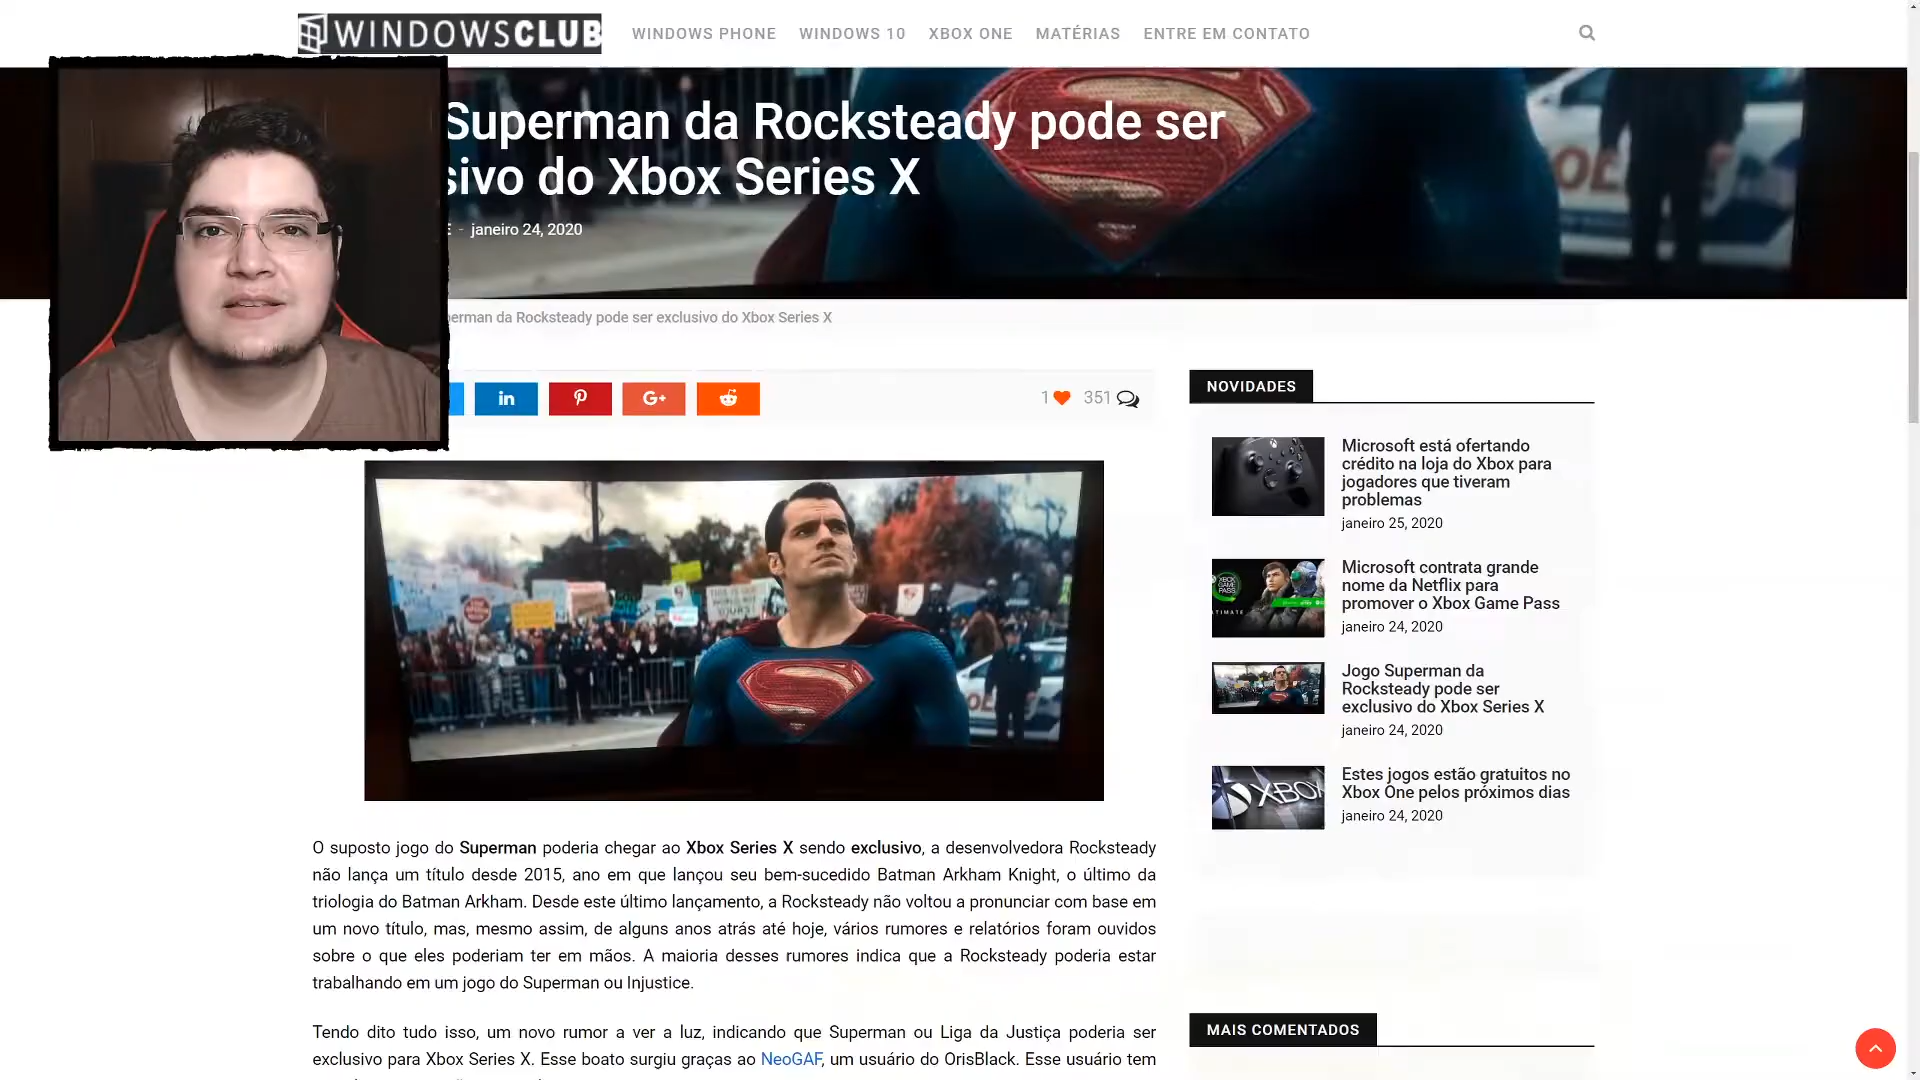 WINDOWSCLUB
WINDOWS PHONE WINDOWS 10 XBOX ONE MATÉRIAS ENTRE EM CONTATO
Superman da Rocksteady pode ser
sivo do Xbox Series X
- janeiro 24, 2020
erman da Rocksteady pode ser exclusivo do Xbox Series X
in G+
1 351
NOVIDADES
Microsoft está ofertando
crédito na loja do Xbox para
jogadores que tiveram
problemas
janeiro 25, 2020
XBOX
GAME
PASS
Microsoft contrata grande
nome da Netflix para
promover o Xbox Game Pass
janeiro 24, 2020
Jogo Superman da
Rocksteady pode ser
exclusivo do Xbox Series X
janeiro 24, 2020
XBOX
Estes jogos estão gratuitos no
Xbox One pelos próximos dias
janeiro 24, 2020
O suposto jogo do Superman poderia chegar ao Xbox Series X sendo exclusivo, a desenvolvedora Rocksteady
não lança um título desde 2015, ano em que lançou seu bem-sucedido Batman Arkham Knight, o último da
triologia do Batman Arkham. Desde este último lançamento, a Rocksteady não voltou a pronunciar com base em
um novo título, mas, mesmo assim, de alguns anos atrás até hoje, vários rumores e relatórios foram ouvidos
sobre o que eles poderiam ter em mãos. A maioria desses rumores indica que a Rocksteady poderia estar
trabalhando em um jogo do Superman ou Injustice.
Tendo dito tudo isso, um novo rumor a ver a luz, indicando que Superman ou Liga da Justiça poderia ser
exclusivo para Xbox Series X. Esse boato surgiu graças ao NeoGAF, um usuário do OrisBlack. Esse usuário tem
MAIS COMENTADOS